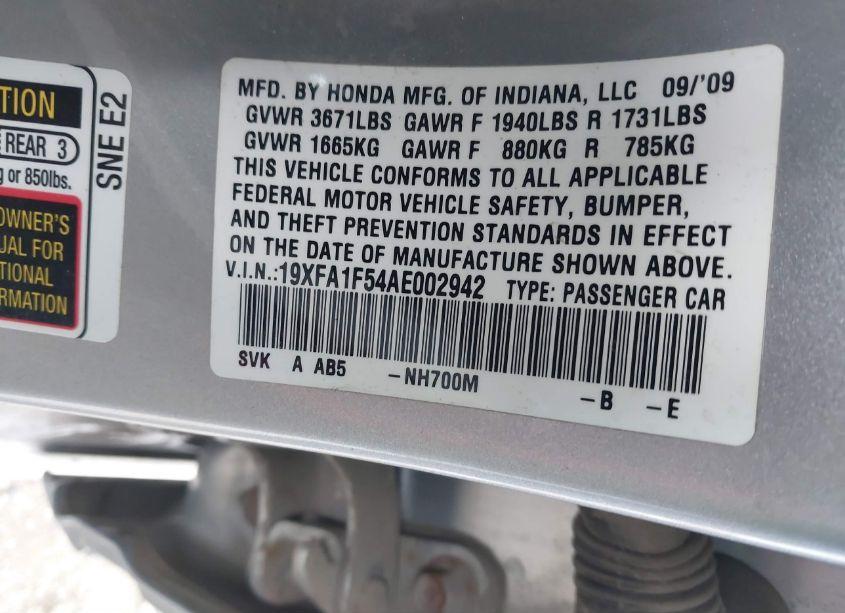 TION
REAR 3
g or 850lbs.
OWNER'S
UAL FOR
TIONAL
RMATION
SNE E2
MFD. BY HONDA MFG. OF INDIANA, LLC 09/'09
GVWR 3671LBS GAWR F 1940LBS R 1731LBS
GVWR 1665KG GAWR F 880KG R 785KG
THIS VEHICLE CONFORMS TO ALL APPLICABLE
FEDERAL MOTOR VEHICLE SAFETY, BUMPER,
AND THEFT PREVENTION STANDARDS IN EFFECT
ON THE DATE OF MANUFACTURE SHOWN ABOVE.
V.I.N.:19XFA1F54AE002942 TYPE: PASSENGER CAR
SVK A AB5 -NH700M -B -E